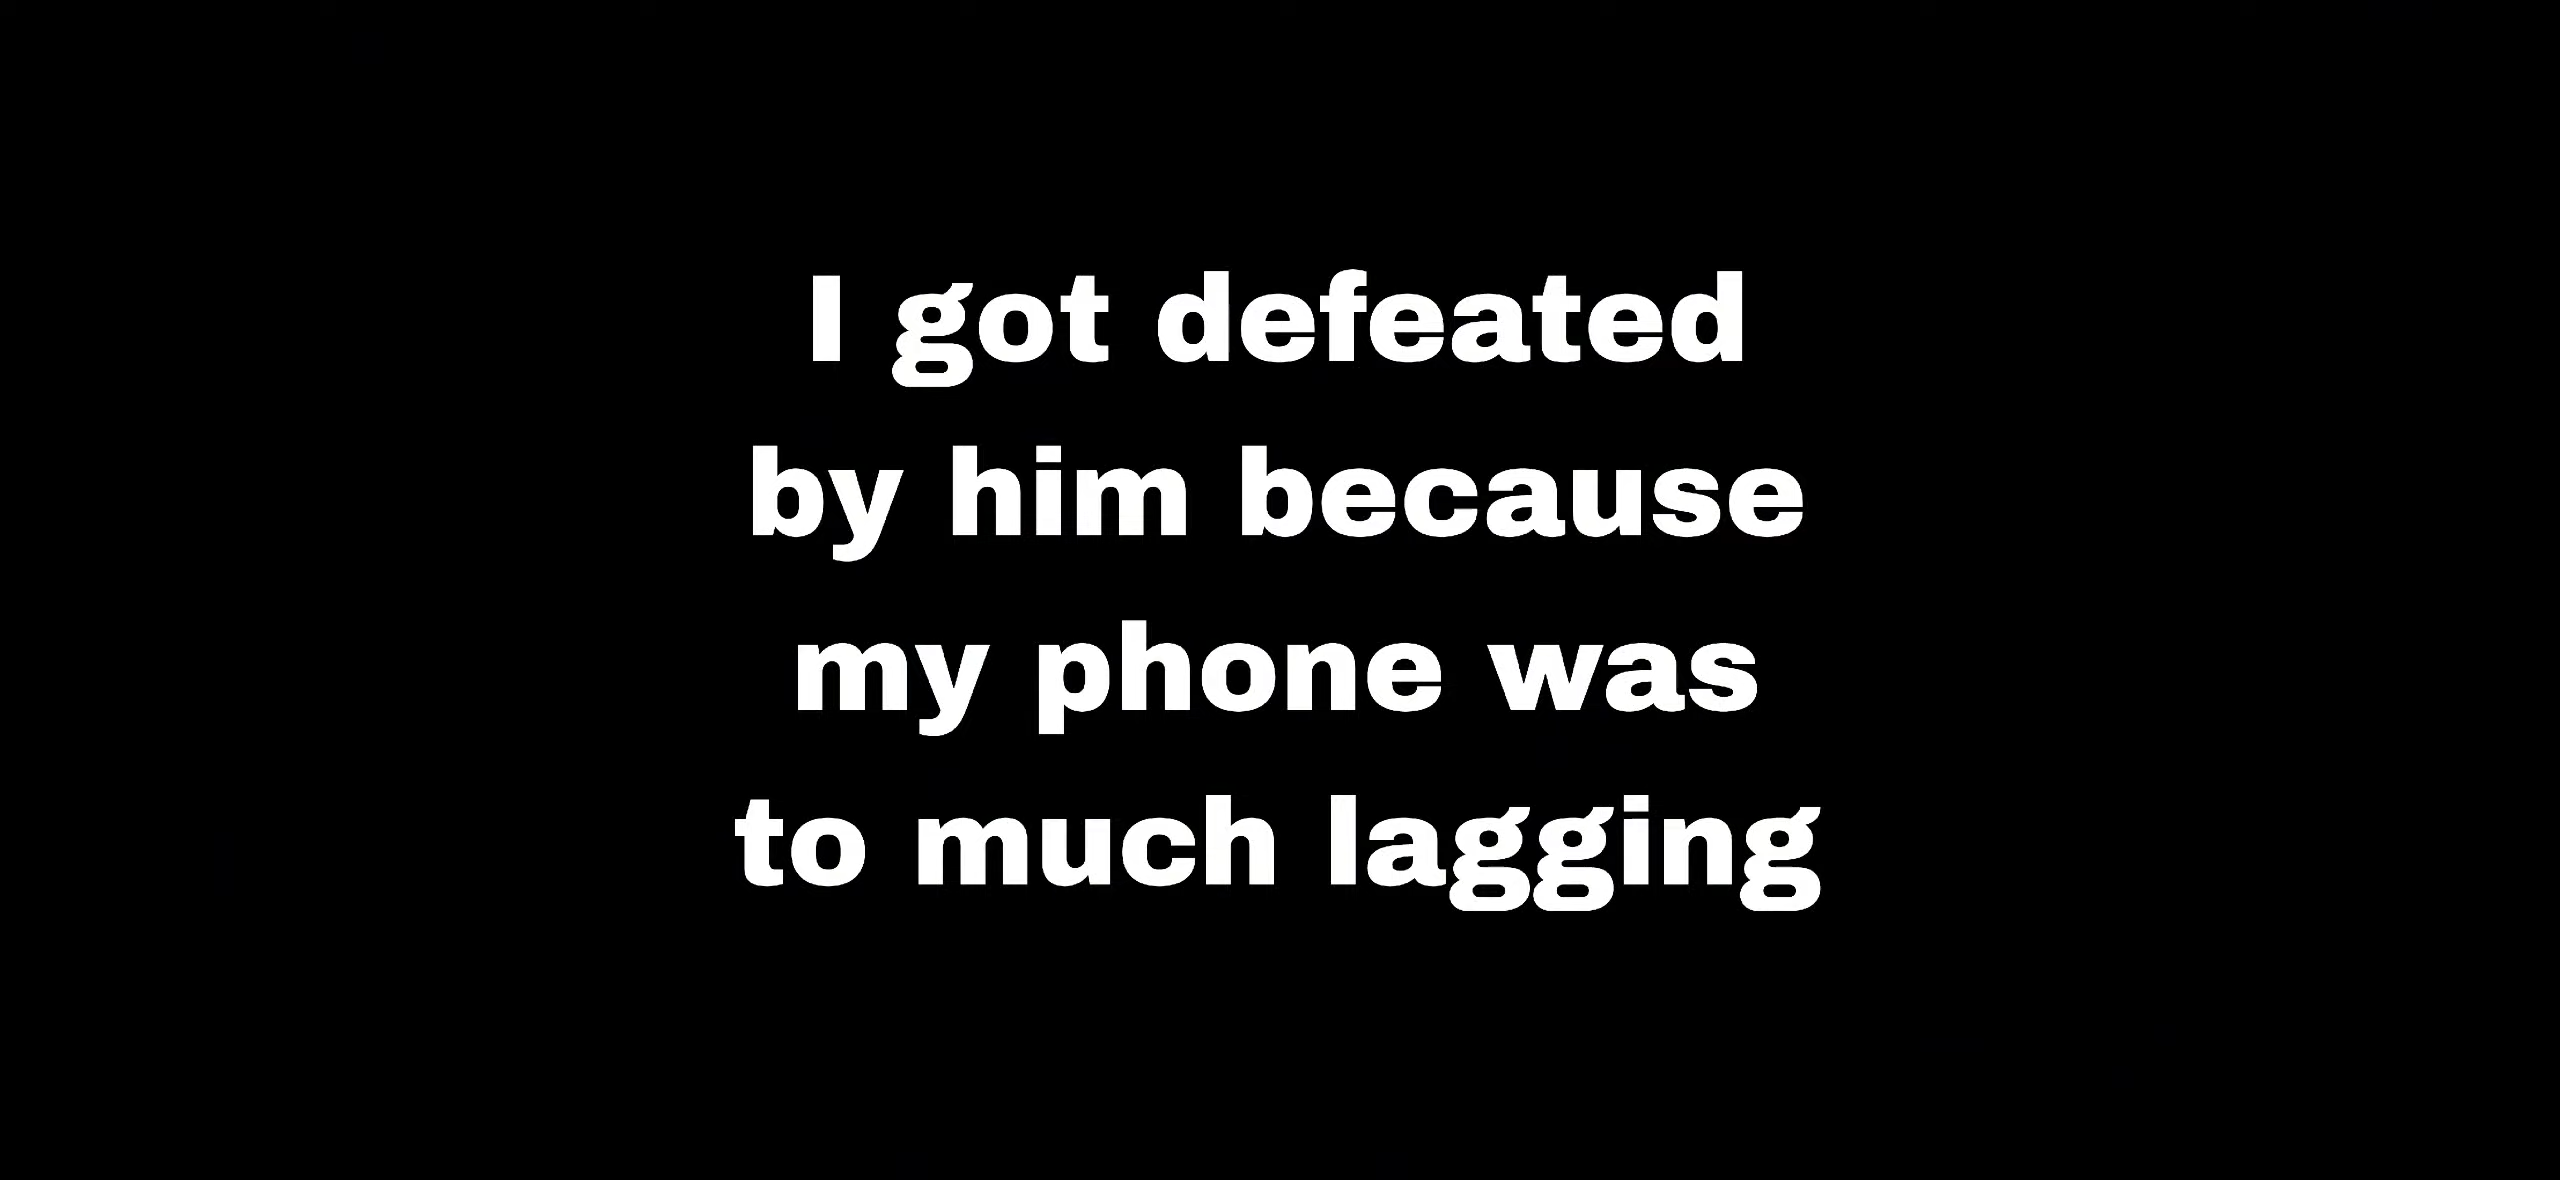 I got defeated
by him because
my phone was
to much lagging